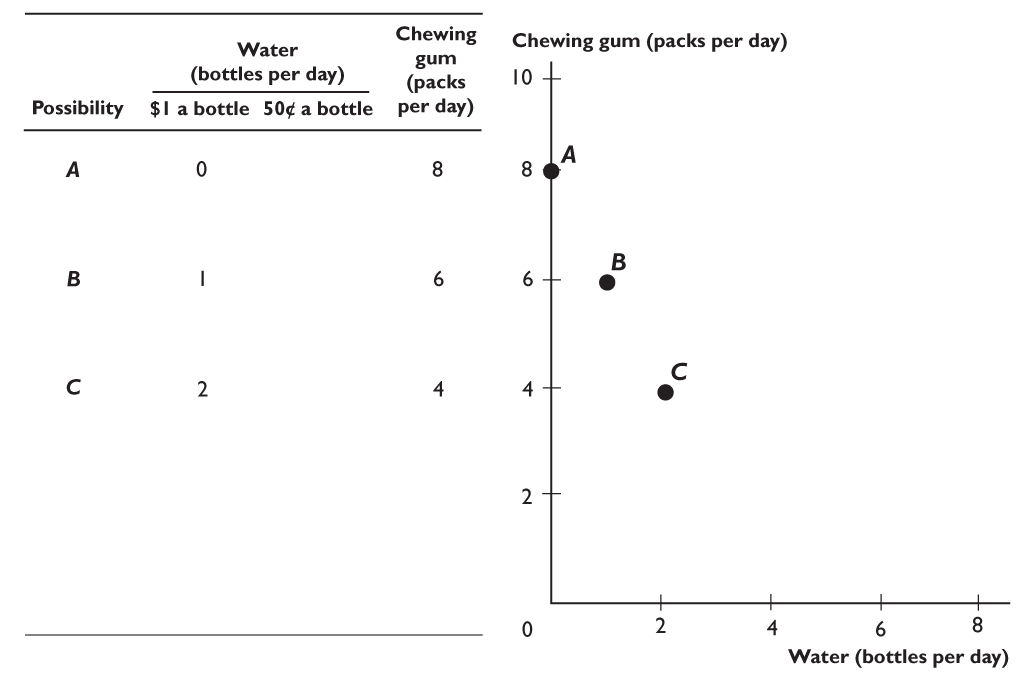 Chewing
gum
(packs
per day)
Water
(bottles per day)
Possibility $1 a bottle 50¢ a bottle
A 0 8
B 1 6
C 2 4
Chewing gum (packs per day)
10
8 A
6 B
4 C
2
0 2 4 6 8
Water (bottles per day)